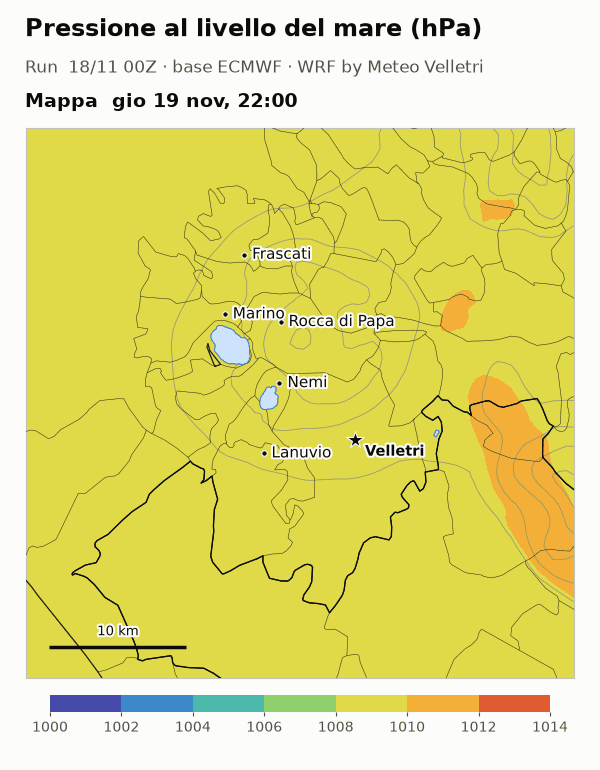 Pressione al livello del mare (hPa)
Run  18/11 00Z · base ECMWF · WRF by Meteo Velletri
Mappa  gio 19 nov, 22:00
Frascati
Marino
Rocca di Papa
Nemi
Velletri
Lanuvio
10 km
1000 1002 1004 1006 1008 1010 1012 1014